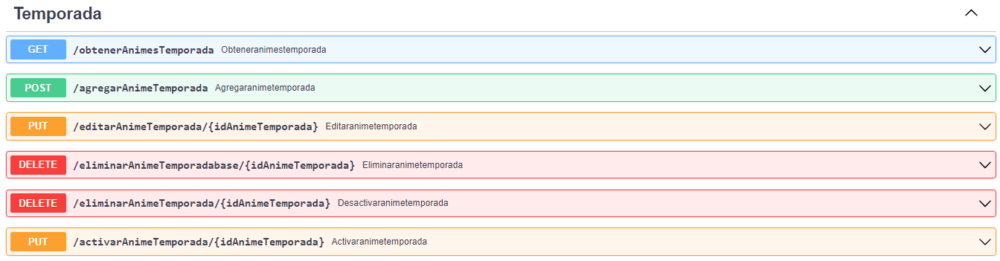 Temporada
GET /obtenerAnimesTemporada Obteneranimestemporada
POST /agregarAnimeTemporada Agregaranimetemporada
PUT /editarAnimeTemporada/{idAnimeTemporada} Editaranimetemporada
DELETE /eliminarAnimeTemporadabase/{idAnimeTemporada} Eliminaranimetemporada
DELETE /eliminarAnimeTemporada/{idAnimeTemporada} Desactivaranimetemporada
PUT /activarAnimeTemporada/{idAnimeTemporada} Activaranimetemporada